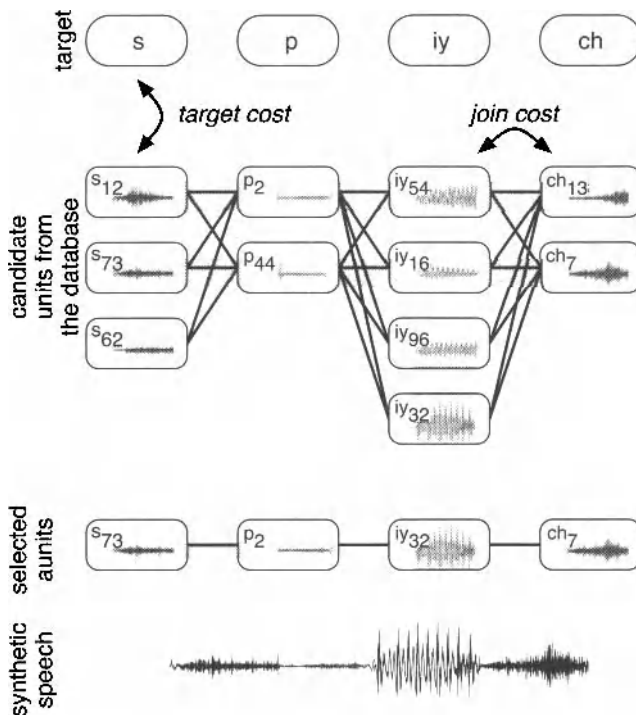 target
s p iy ch
target cost
join cost
candidate
units from
the database
s12 p2 iy54 ch13
s73 p44 iy16 ch7
s62 iy96
iy32
selected
aunits
s73 p2 iy32 ch7
synthetic
speech